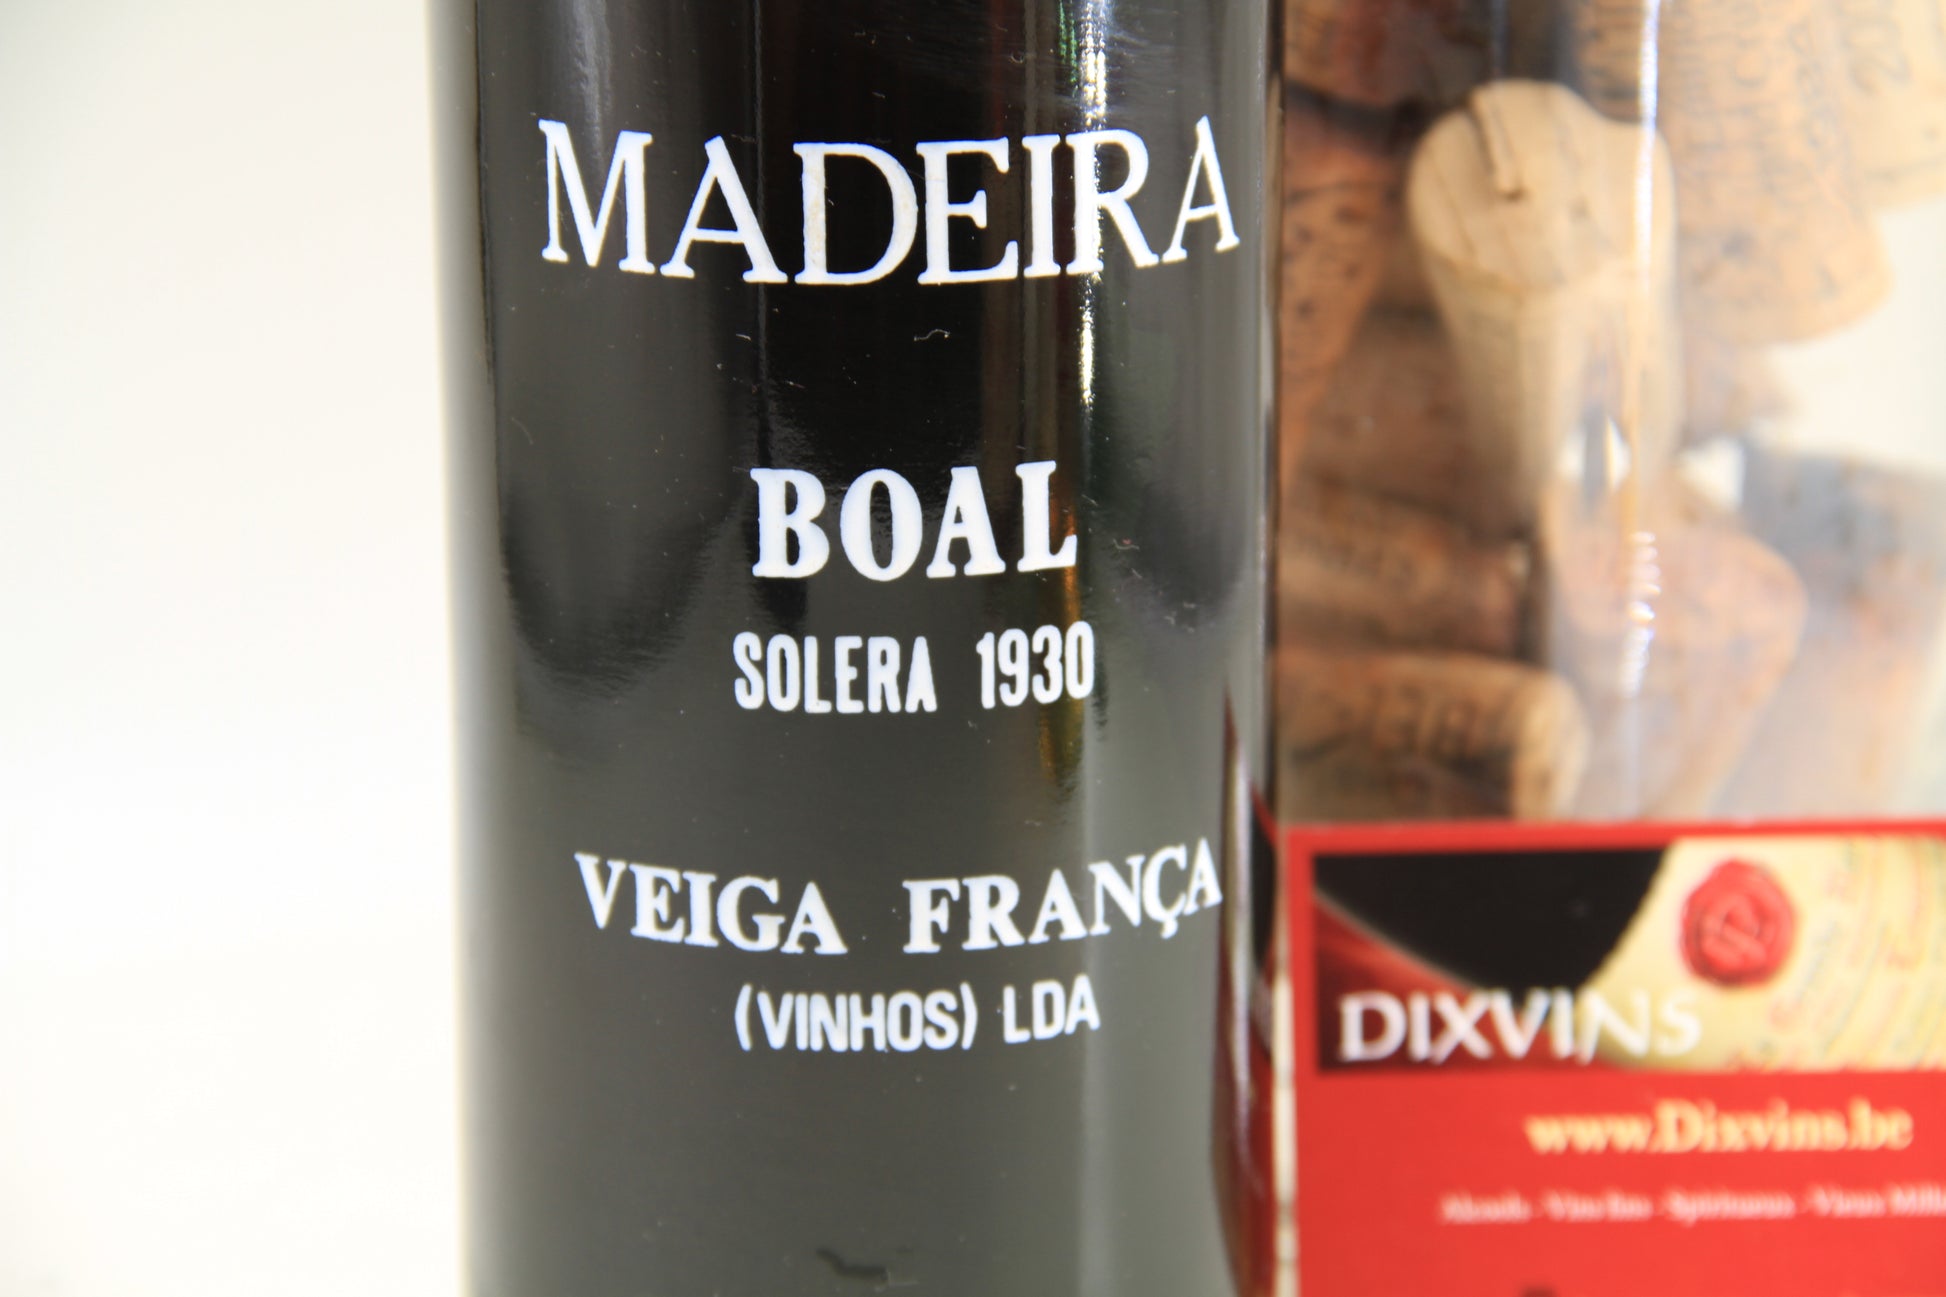 MADEIRA
BOAL
SOLERA 1930
VEIGA FRANÇA
(VINHOS) LDA
DIXVINS
www.Dixvins.be